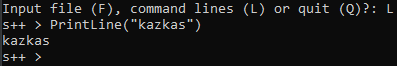 Input file (F), command lines (L) or quit (Q)?: L
s++ > PrintLine("kazkas")
kazkas
s++ >